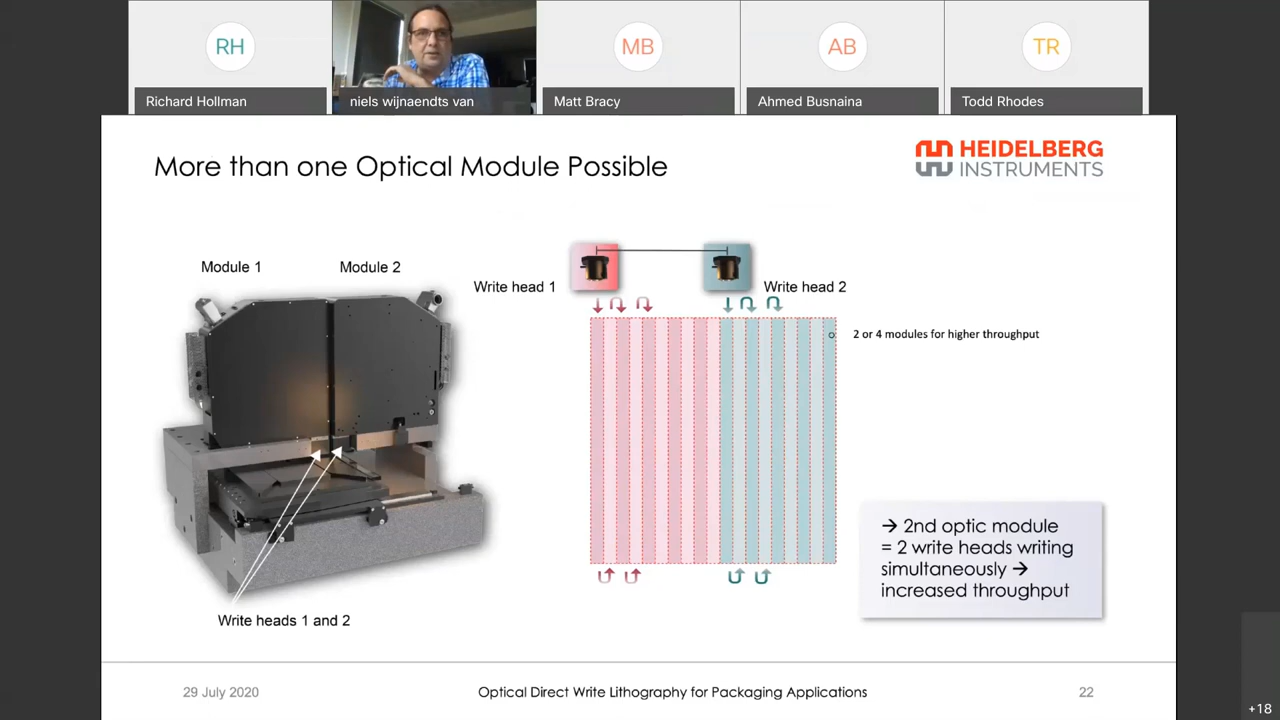 RH
MB
AB
TR
Richard Hollman
niels wijnaendts van
Matt Bracy
Ahmed Busnaina
Todd Rhodes
More than one Optical Module Possible
HEIDELBERG
INSTRUMENTS
Module 1
Module 2
Write head 1
Write head 2
2 or 4 modules for higher throughput
→ 2nd optic module
= 2 write heads writing
simultaneously →
increased throughput
Write heads 1 and 2
29 July 2020
Optical Direct Write Lithography for Packaging Applications
22
+18